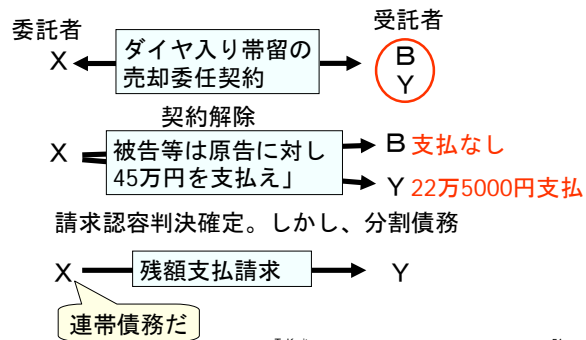 委託者
受託者
X
ダイヤ入り帯留の
売却委任契約
B
Y
契約解除
X
被告等は原告に対し
45万円を支払え」
B 支払なし
Y 22万5000円支払
請求認容判決確定。しかし、分割債務
X
残額支払請求
Y
連帯債務だ